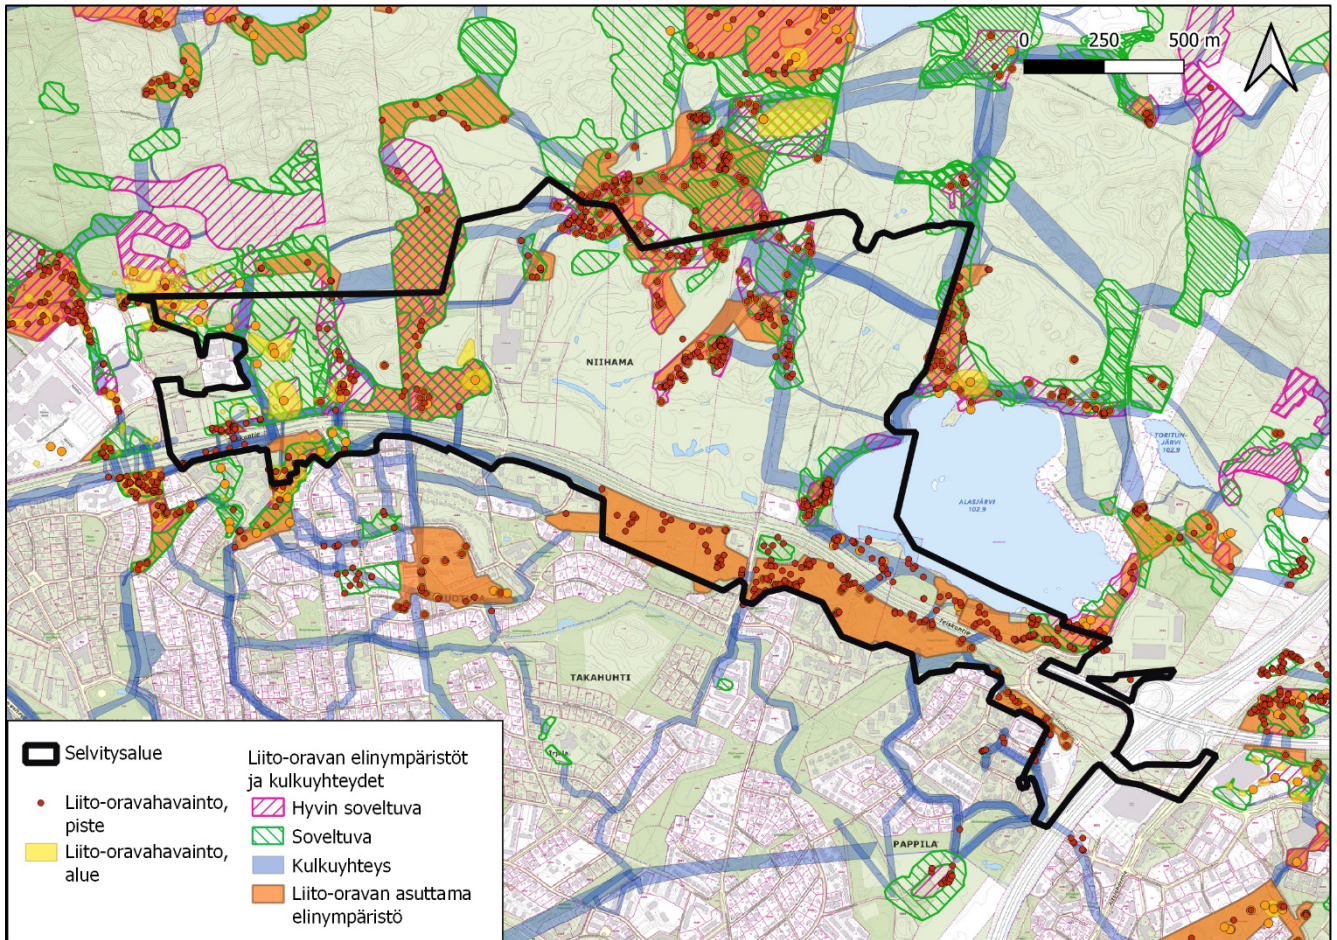 0 250 500 m
NIIHAMA
TORITUN-
JÄRVI
102.9
ALASJÄRVI
102.9
TAKAHUHTI
Teiskontie
PAPPILA
Selvitysalue
Liito-oravahavainto,
piste
Liito-oravahavainto,
alue
Liito-oravan elinympäristöt
ja kulkuyhteydet
Hyvin soveltuva
Soveltuva
Kulkuyhteys
Liito-oravan asuttama
elinympäristö